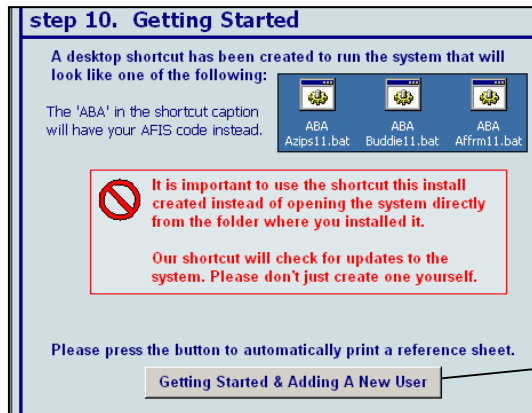 step 10. Getting Started
A desktop shortcut has been created to run the system that will
look like one of the following:
The 'ABA' in the shortcut caption
will have your AFIS code instead.
ABA
Azips11.bat
ABA
Buddie11.bat
ABA
Affrm11.bat
It is important to use the shortcut this install
created instead of opening the system directly
from the folder where you installed it.
Our shortcut will check for updates to the
system. Please don't just create one yourself.
Please press the button to automatically print a reference sheet.
Getting Started & Adding A New User